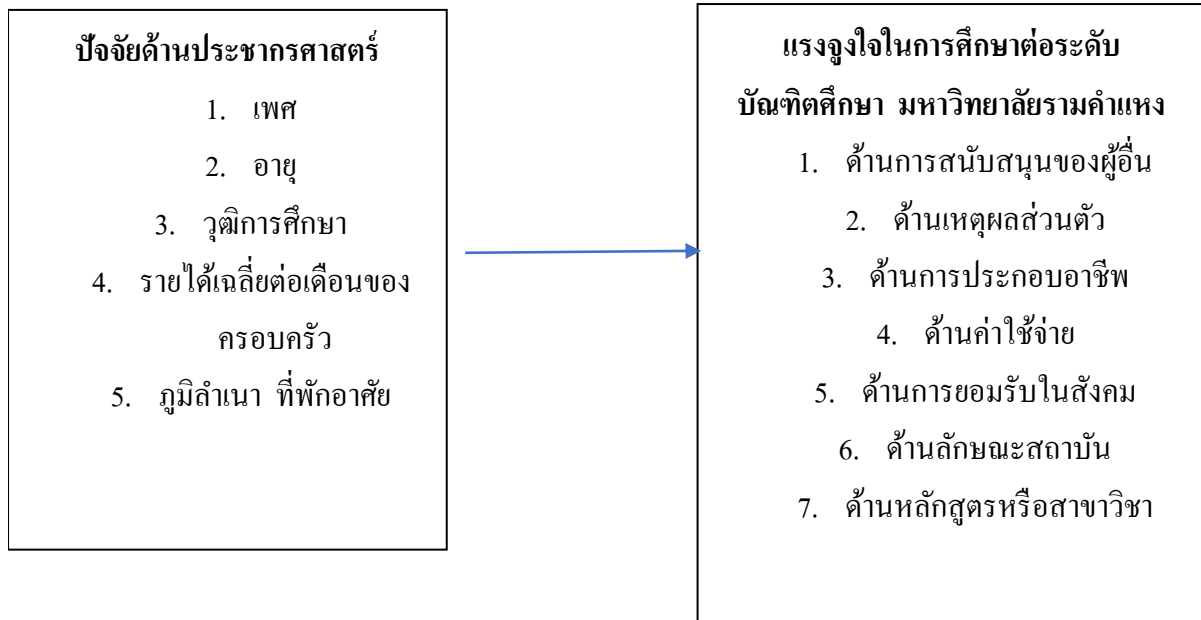 ปัจจัยด้านประชากรศาสตร์
1. เพศ
2. อายุ
3. วุฒิการศึกษา
4. รายได้เฉลี่ยต่อเดือนของ
ครอบครัว
5. ภูมิลำเนา ที่พักอาศัย
แรงจูงใจในการศึกษาต่อระดับ
บัณฑิตศึกษา มหาวิทยาลัยรามคำแหง
1. ด้านการสนับสนุนของผู้อื่น
2. ด้านเหตุผลส่วนตัว
3. ด้านการประกอบอาชีพ
4. ด้านค่าใช้จ่าย
5. ด้านการยอมรับในสังคม
6. ด้านลักษณะสถาบัน
7. ด้านหลักสูตรหรือสาขาวิชา